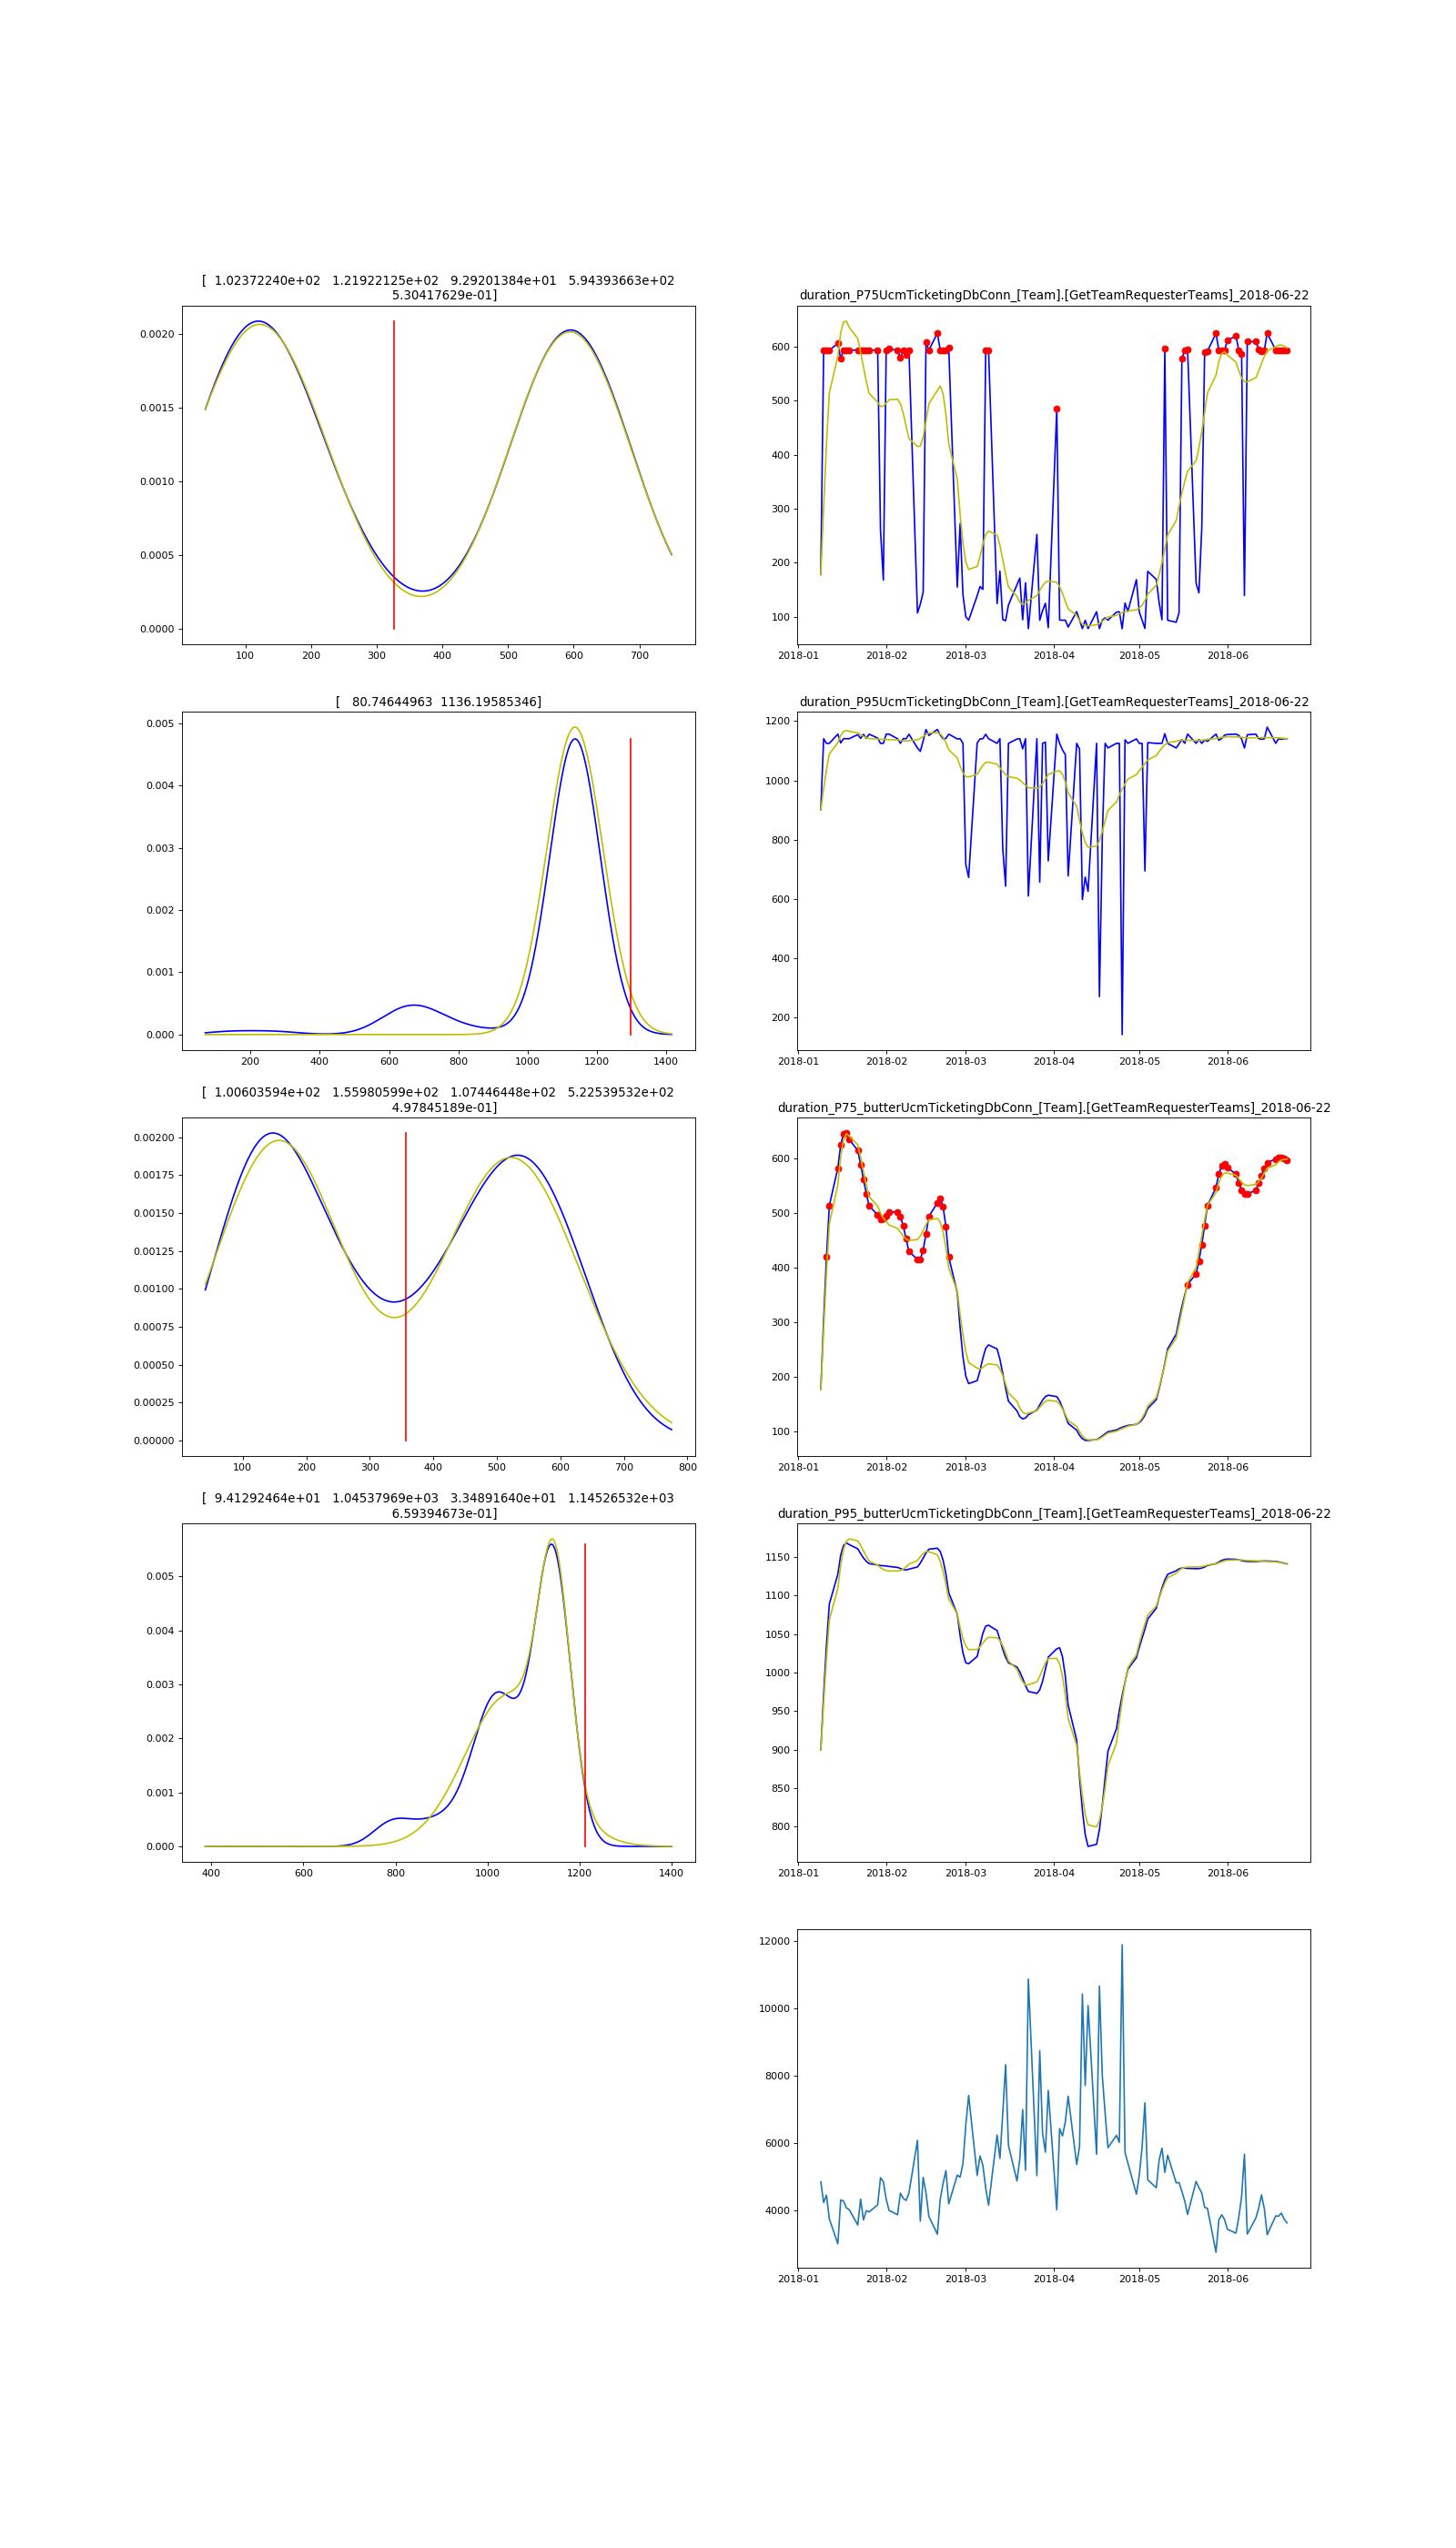 [  1.02372240e+02   1.21922125e+02   9.29201384e+01   5.94393663e+02
5.30417629e-01]
0.0020
0.0015
0.0010
0.0005
0.0000
100 200 300 400 500 600 700
duration_P75UcmTicketingDbConn_[Team].[GetTeamRequesterTeams]_2018-06-22
600
500
400
300
200
100
2018-01 2018-02 2018-03 2018-04 2018-05 2018-06
[   80.74644963  1136.19585346]
0.005
0.004
0.003
0.002
0.001
0.000
200 400 600 800 1000 1200 1400
duration_P95UcmTicketingDbConn_[Team].[GetTeamRequesterTeams]_2018-06-22
1200
1000
800
600
400
200
2018-01 2018-02 2018-03 2018-04 2018-05 2018-06
[  1.00603594e+02   1.55980599e+02   1.07446448e+02   5.22539532e+02
4.97845189e-01]
0.00200
0.00175
0.00150
0.00125
0.00100
0.00075
0.00050
0.00025
0.00000
100 200 300 400 500 600 700 800
duration_P75_butterUcmTicketingDbConn_[Team].[GetTeamRequesterTeams]_2018-06-22
600
500
400
300
200
100
2018-01 2018-02 2018-03 2018-04 2018-05 2018-06
[  9.41292464e+01   1.04537969e+03   3.34891640e+01   1.14526532e+03
6.59394673e-01]
0.005
0.004
0.003
0.002
0.001
0.000
400 600 800 1000 1200 1400
duration_P95_butterUcmTicketingDbConn_[Team].[GetTeamRequesterTeams]_2018-06-22
1150
1100
1050
1000
950
900
850
800
2018-01 2018-02 2018-03 2018-04 2018-05 2018-06
12000
10000
8000
6000
4000
2018-01 2018-02 2018-03 2018-04 2018-05 2018-06